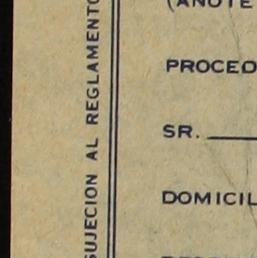 (ANOTE
PROCED
SR.
DOMICIL
SUJECION AL REGLAMENTO